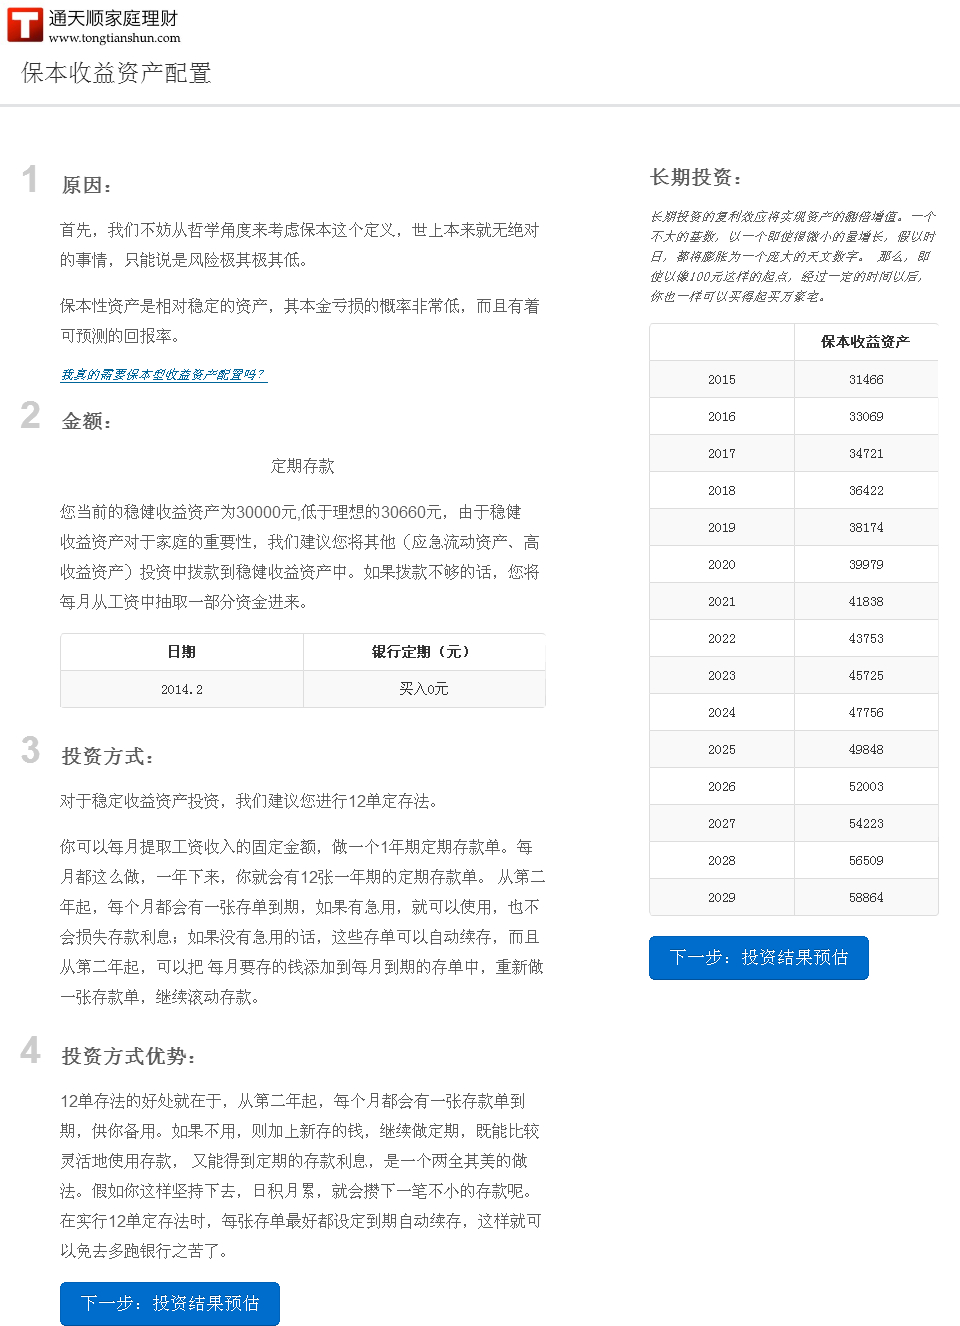 通天顺家庭理财
www.tongtianshun.com
保本收益资产配置
1 原因：
首先，我们不妨从哲学角度来考虑保本这个定义，世上本来就无绝对
的事情，只能说是风险极其极其低。
保本性资产是相对稳定的资产，其本金亏损的概率非常低，而且有着
可预测的回报率。
我真的需要保本型收益资产配置吗？
2 金额：
定期存款
您当前的稳健收益资产为30000元,低于理想的30660元，由于稳健
收益资产对于家庭的重要性，我们建议您将其他（应急流动资产、高
收益资产）投资中拨款到稳健收益资产中。如果拨款不够的话，您将
每月从工资中抽取一部分资金进来。
日期 银行定期（元）
2014.2 买入0元
3 投资方式：
对于稳定收益资产投资，我们建议您进行12单定存法。
你可以每月提取工资收入的固定金额，做一个1年期定期存款单。每
月都这么做，一年下来，你就会有12张一年期的定期存款单。 从第二
年起，每个月都会有一张存单到期，如果有急用，就可以使用，也不
会损失存款利息；如果没有急用的话，这些存单可以自动续存，而且
从第二年起，可以把 每月要存的钱添加到每月到期的存单中，重新做
一张存款单，继续滚动存款。
4 投资方式优势：
12单存法的好处就在于，从第二年起，每个月都会有一张存款单到
期，供你备用。如果不用，则加上新存的钱，继续做定期，既能比较
灵活地使用存款， 又能得到定期的存款利息，是一个两全其美的做
法。假如你这样坚持下去，日积月累，就会攒下一笔不小的存款呢。
在实行12单定存法时，每张存单最好都设定到期自动续存，这样就可
以免去多跑银行之苦了。
下一步：投资结果预估
长期投资：
长期投资的复利效应将实现资产的翻倍增值。一个
不大的基数，以一个即使很微小的量增长，假以时
日，都将膨胀为一个庞大的天文数字。 那么，即
使以像100元这样的起点，经过一定的时间以后，
你也一样可以买得起买万豪宅。
保本收益资产
2015 31466
2016 33069
2017 34721
2018 36422
2019 38174
2020 39979
2021 41838
2022 43753
2023 45725
2024 47756
2025 49848
2026 52003
2027 54223
2028 56509
2029 58864
下一步：投资结果预估